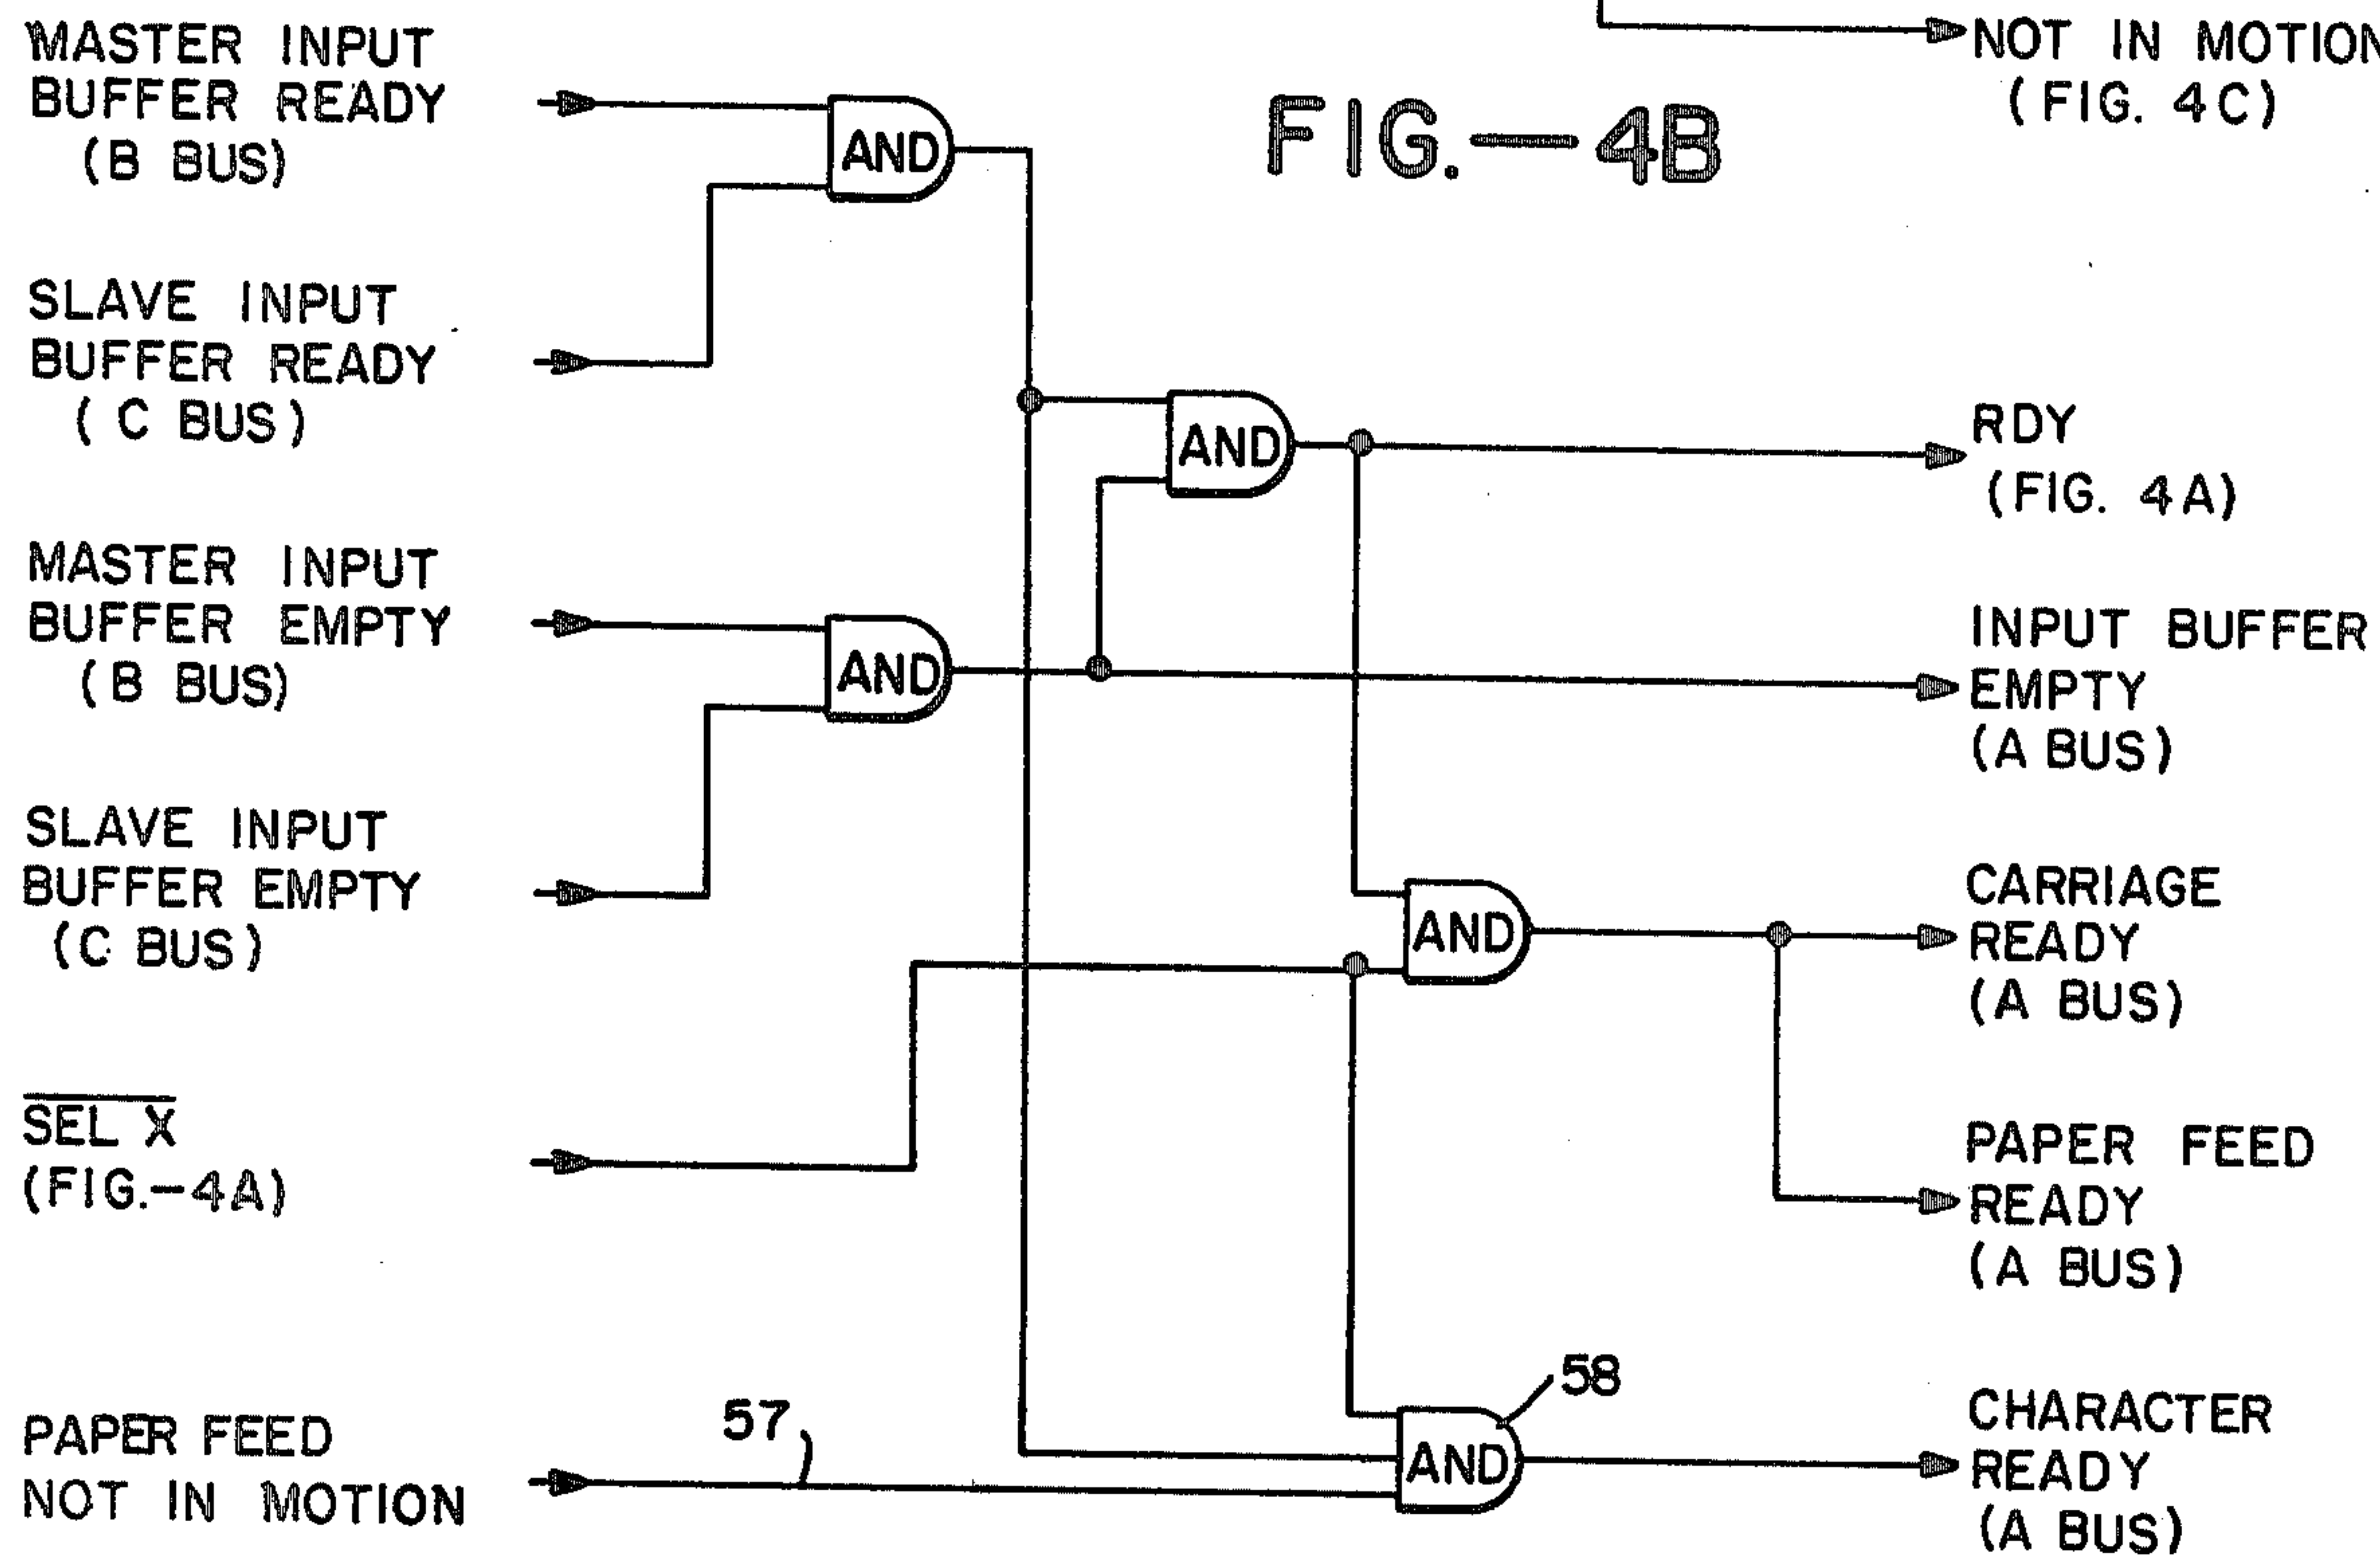 MASTER INPUT
BUFFER READY
(B BUS)
SLAVE INPUT
BUFFER READY
(C BUS)
MASTER INPUT
BUFFER EMPTY
(B BUS)
SLAVE INPUT
BUFFER EMPTY
(C BUS)
SEL X
(FIG.-4A)
PAPER FEED
NOT IN MOTION
57
AND
AND
AND
AND
AND
58
FIG.-4B
NOT IN MOTION
(FIG. 4C)
RDY
(FIG. 4A)
INPUT BUFFER
EMPTY
(A BUS)
CARRIAGE
READY
(A BUS)
PAPER FEED
READY
(A BUS)
CHARACTER
READY
(A BUS)